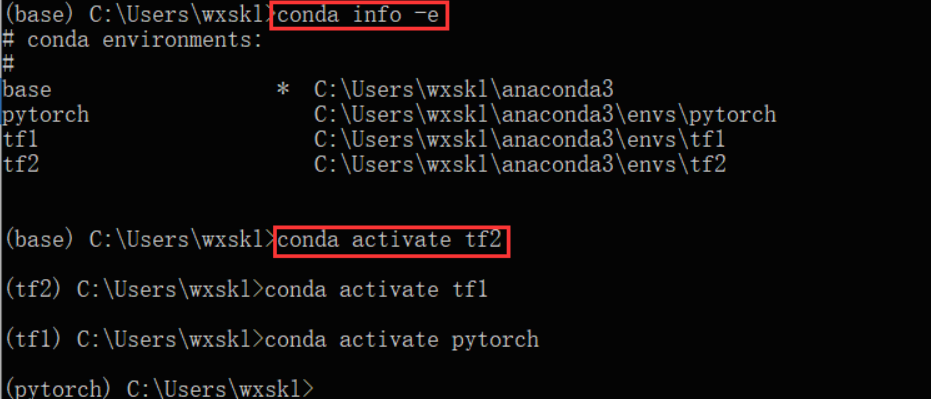 (base) C:\Users\wxskl>conda info -e
# conda environments:
#
base                  *  C:\Users\wxskl\anaconda3
pytorch                  C:\Users\wxskl\anaconda3\envs\pytorch
tf1                      C:\Users\wxskl\anaconda3\envs\tf1
tf2                      C:\Users\wxskl\anaconda3\envs\tf2
(base) C:\Users\wxskl>conda activate tf2
(tf2) C:\Users\wxskl>conda activate tf1
(tf1) C:\Users\wxskl>conda activate pytorch
(pytorch) C:\Users\wxskl>